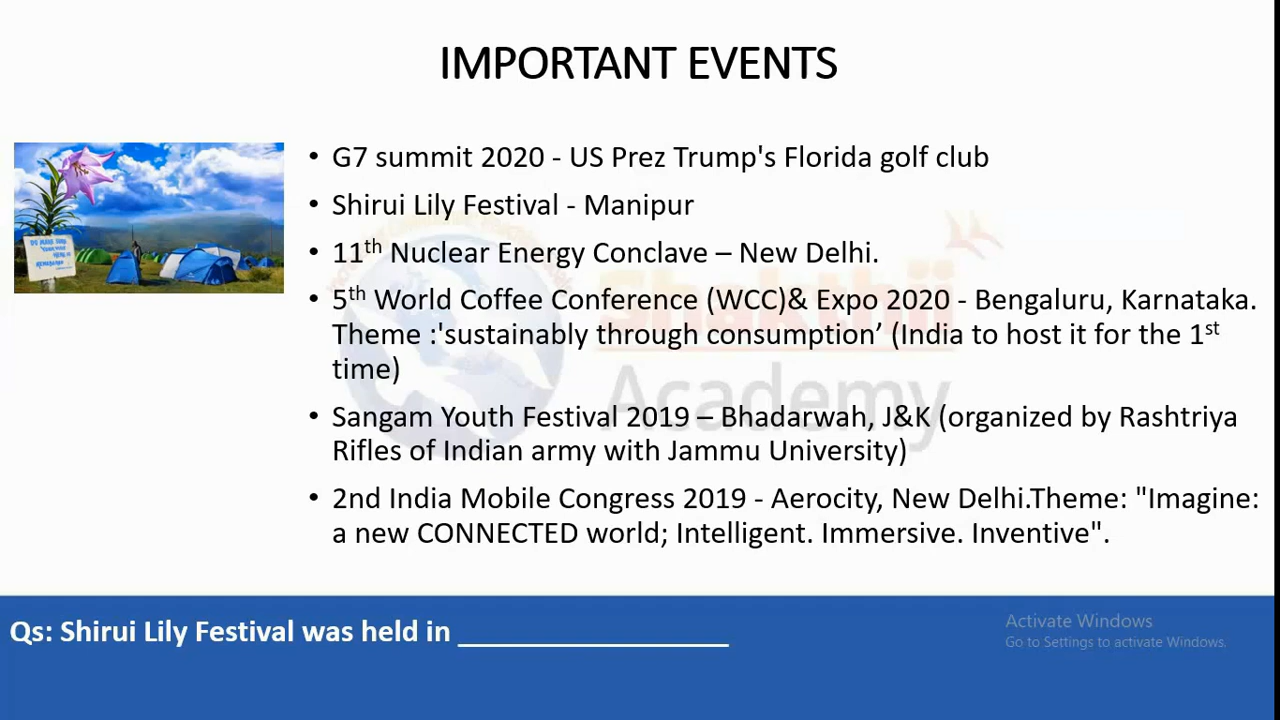 IMPORTANT EVENTS
• G7 summit 2020 - US Prez Trump's Florida golf club
• Shirui Lily Festival - Manipur
• 11th Nuclear Energy Conclave – New Delhi.
• 5th World Coffee Conference (WCC)& Expo 2020 - Bengaluru, Karnataka.
Theme :'sustainably through consumption’ (India to host it for the 1st
time)
• Sangam Youth Festival 2019 – Bhadarwah, J&K (organized by Rashtriya
Rifles of Indian army with Jammu University)
• 2nd India Mobile Congress 2019 - Aerocity, New Delhi.Theme: "Imagine:
a new CONNECTED world; Intelligent. Immersive. Inventive".
Shakthii
Academy
Qs: Shirui Lily Festival was held in ___________________
Activate Windows
Go to Settings to activate Windows.